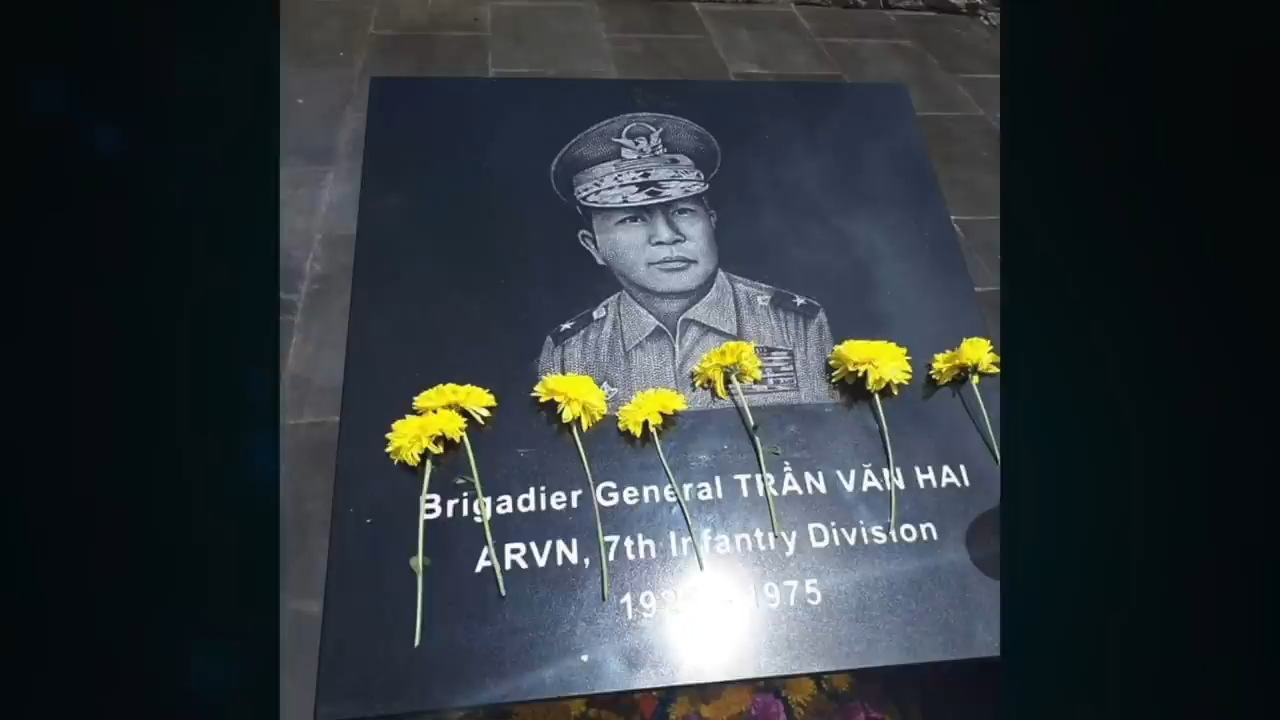 Brigadier General TRẦN VĂN HAI
ARVN, 7th Infantry Division
1975